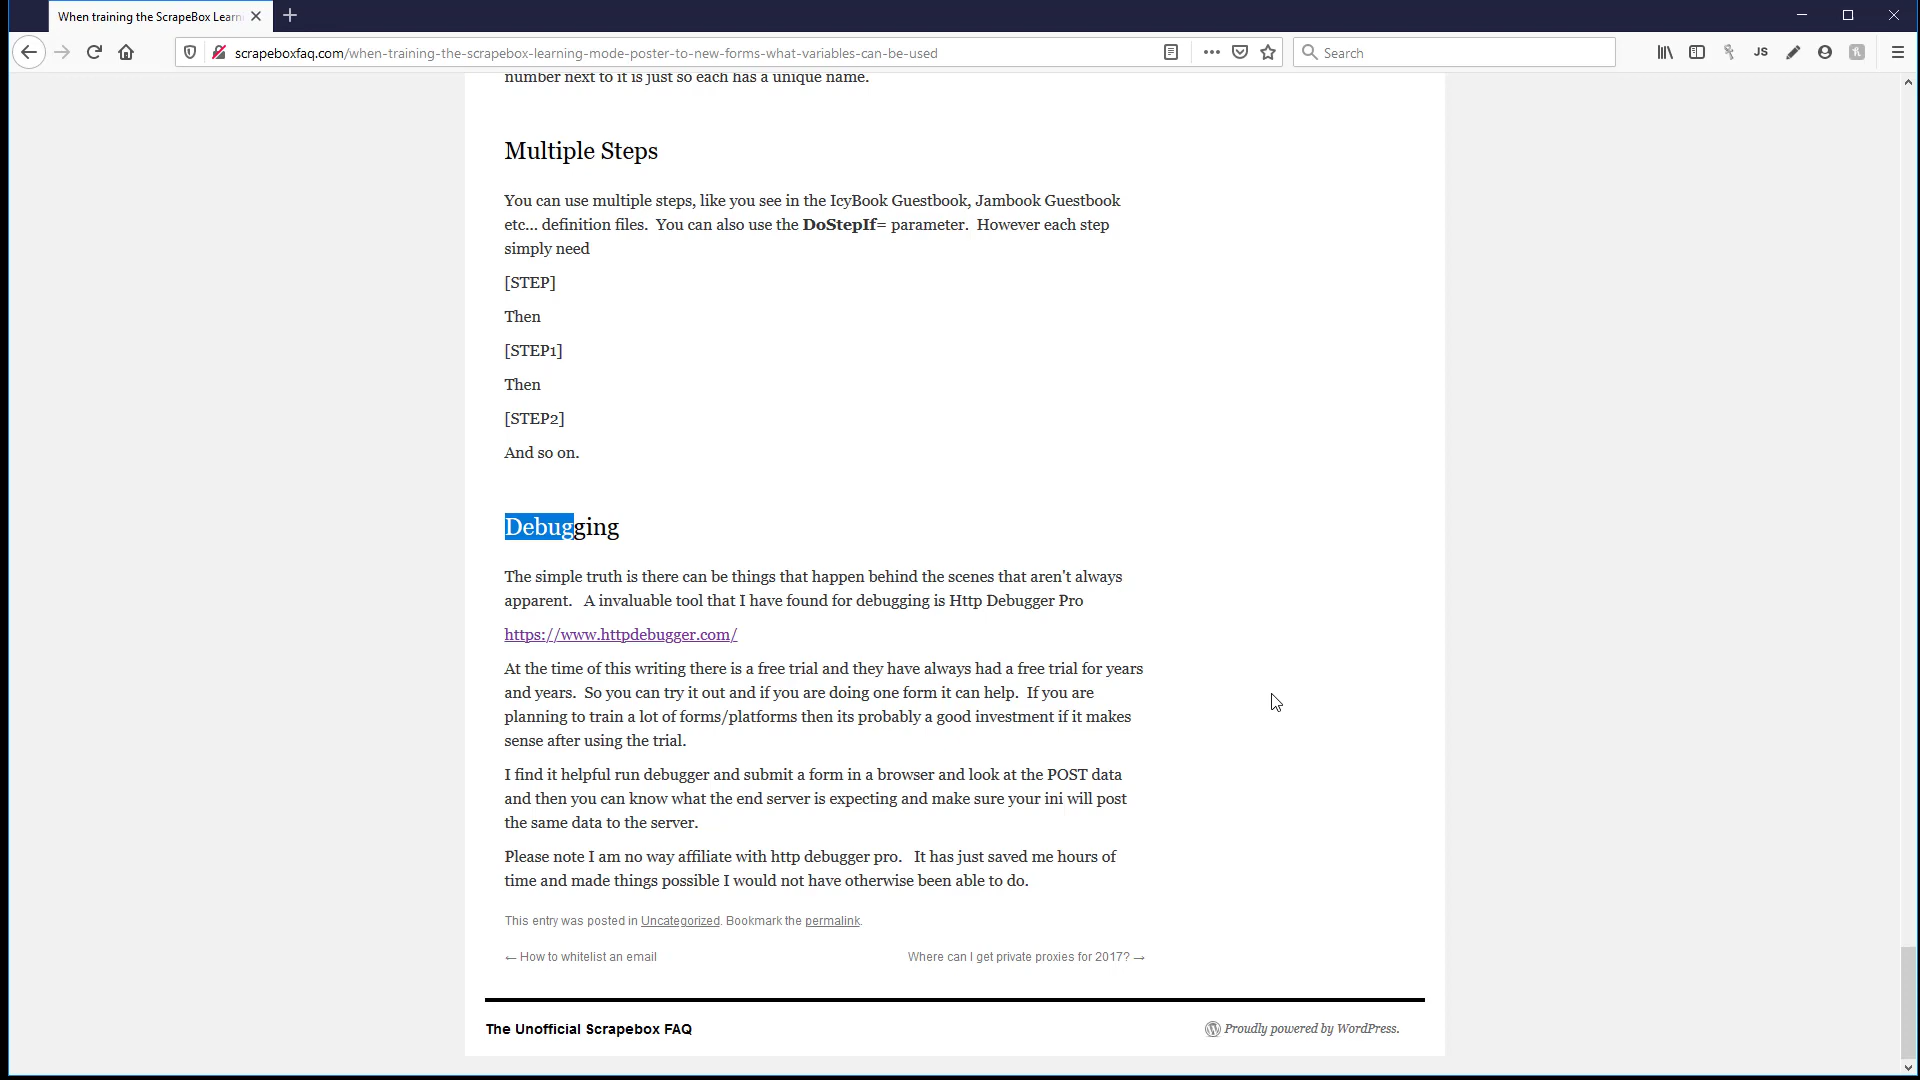 When training the ScrapeBox Learn
scrapeboxfaq.com/when-training-the-scrapebox-learning-mode-poster-to-new-forms-what-variables-can-be-used
Search
JS
number next to it is just so each has a unique name.
Multiple Steps
You can use multiple steps, like you see in the IcyBook Guestbook, Jambook Guestbook
etc... definition files.  You can also use the DoStepIf= parameter.  However each step
simply need
[STEP]
Then
[STEP1]
Then
[STEP2]
And so on.
Debugging
The simple truth is there can be things that happen behind the scenes that aren't always
apparent.   A invaluable tool that I have found for debugging is Http Debugger Pro
https://www.httpdebugger.com/
At the time of this writing there is a free trial and they have always had a free trial for years
and years.  So you can try it out and if you are doing one form it can help.  If you are
planning to train a lot of forms/platforms then its probably a good investment if it makes
sense after using the trial.
I find it helpful run debugger and submit a form in a browser and look at the POST data
and then you can know what the end server is expecting and make sure your ini will post
the same data to the server.
Please note I am no way affiliate with http debugger pro.   It has just saved me hours of
time and made things possible I would not have otherwise been able to do.
This entry was posted in Uncategorized. Bookmark the permalink.
← How to whitelist an email
Where can I get private proxies for 2017? →
The Unofficial Scrapebox FAQ
Proudly powered by WordPress.